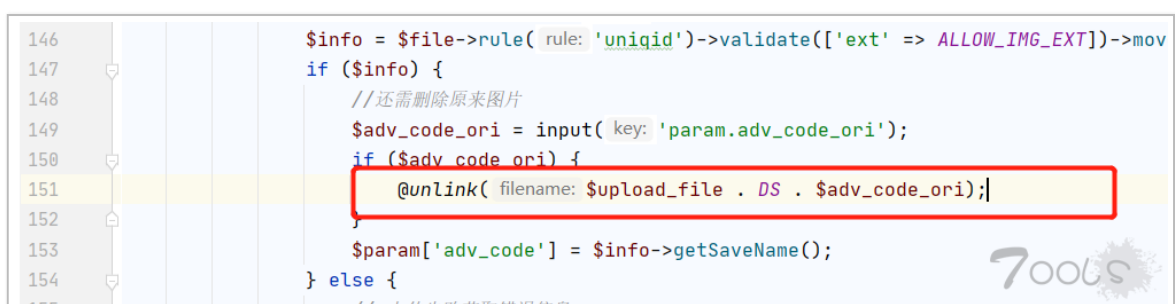 146 $info = $file->rule( rule: 'uniqid')->validate(['ext' => ALLOW_IMG_EXT])->mov
147 if ($info) {
148 //还需删除原来图片
149 $adv_code_ori = input( key: 'param.adv_code_ori');
150 if ($adv_code_ori) {
151 @unlink( filename: $upload_file . DS . $adv_code_ori);
152 }
153 $param['adv_code'] = $info->getSaveName();
154 } else {
7ools